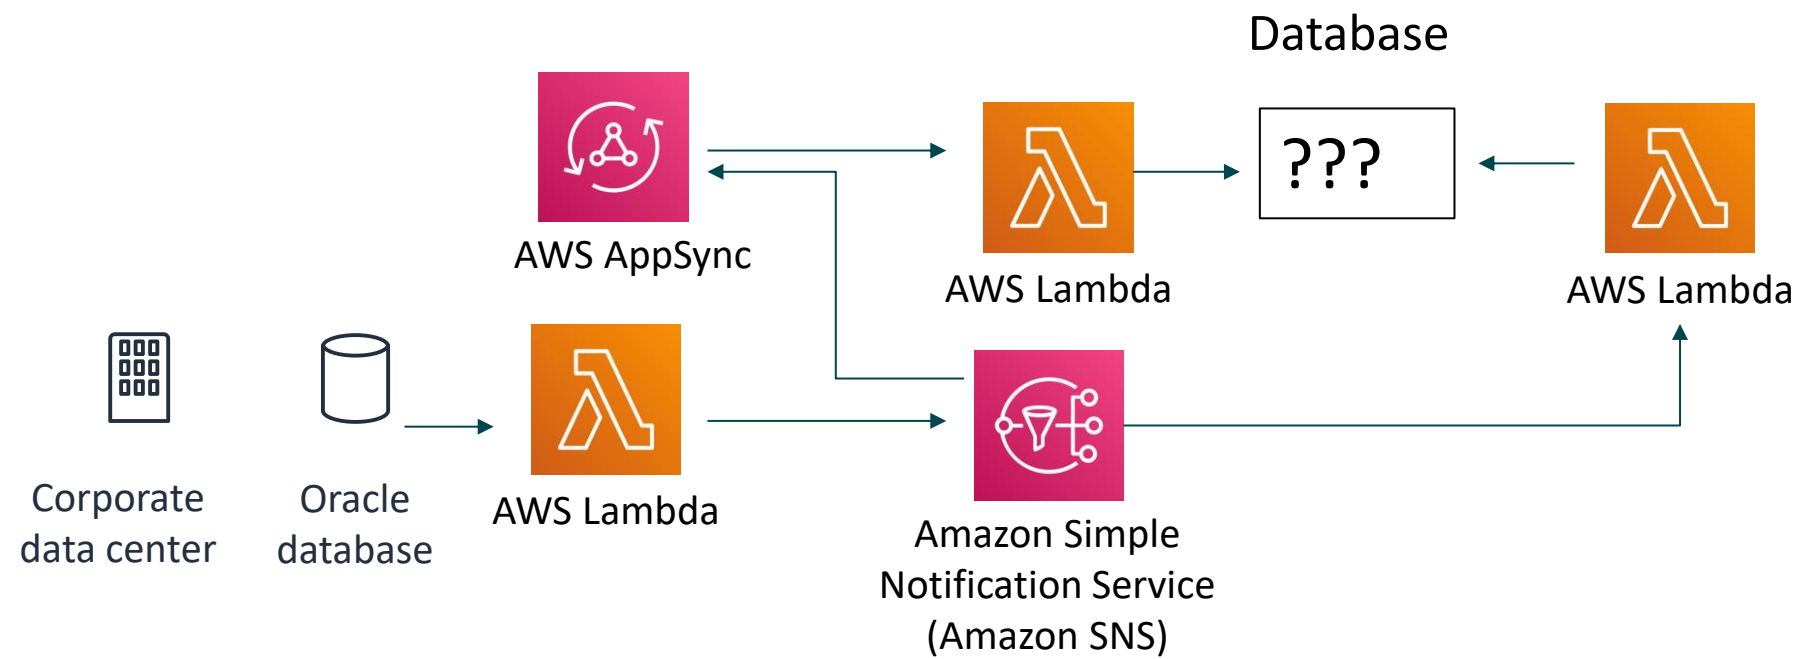 Database
???
AWS AppSync
AWS Lambda
AWS Lambda
Corporate
data center
Oracle
database
AWS Lambda
Amazon Simple
Notification Service
(Amazon SNS)